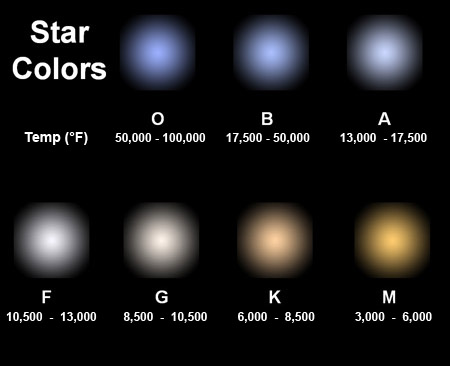 Star
Colors
O B A
Temp (°F) 50,000 - 100,000 17,500 - 50,000 13,000 - 17,500
F G K M
10,500 - 13,000 8,500 - 10,500 6,000 - 8,500 3,000 - 6,000